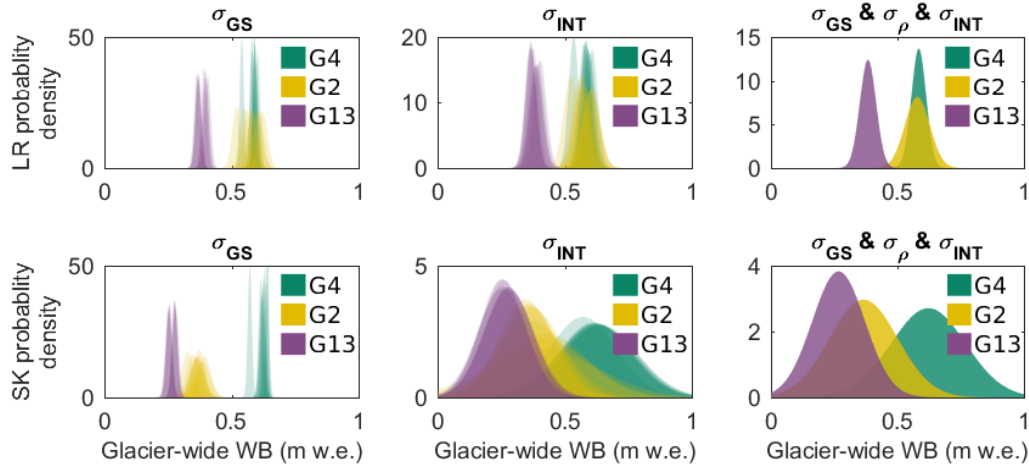 σGS
σINT
σGS & σρ & σINT
LR probablity
density
50
0
0
0.5
1
G4
G2
G13
20
10
0
0
0.5
1
G4
G2
G13
15
10
5
0
0
0.5
1
G4
G2
G13
σGS
σINT
σGS & σρ & σINT
SK probablity
density
50
0
0
0.5
1
G4
G2
G13
5
0
0
0.5
1
G4
G2
G13
4
2
0
0
0.5
1
G4
G2
G13
Glacier-wide WB (m w.e.)
Glacier-wide WB (m w.e.)
Glacier-wide WB (m w.e.)